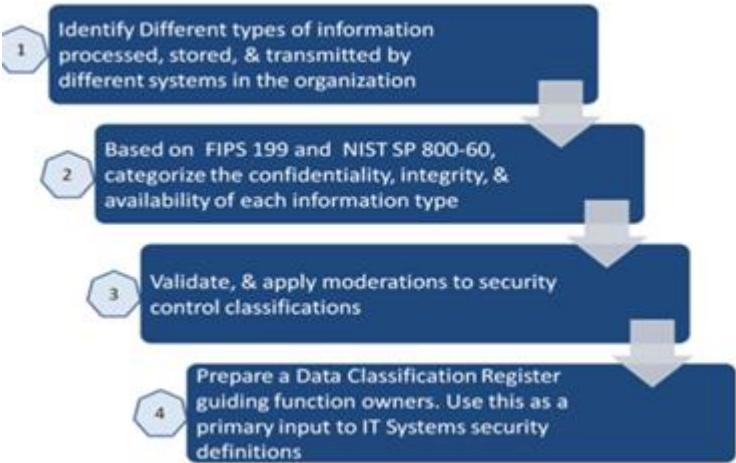 1
Identify Different types of information
processed, stored, & transmitted by
different systems in the organization
2
Based on FIPS 199 and NIST SP 800-60,
categorize the confidentiality, integrity, &
availability of each information type
3
Validate, & apply moderations to security
control classifications
4
Prepare a Data Classification Register
guiding function owners. Use this as a
primary input to IT Systems security
definitions